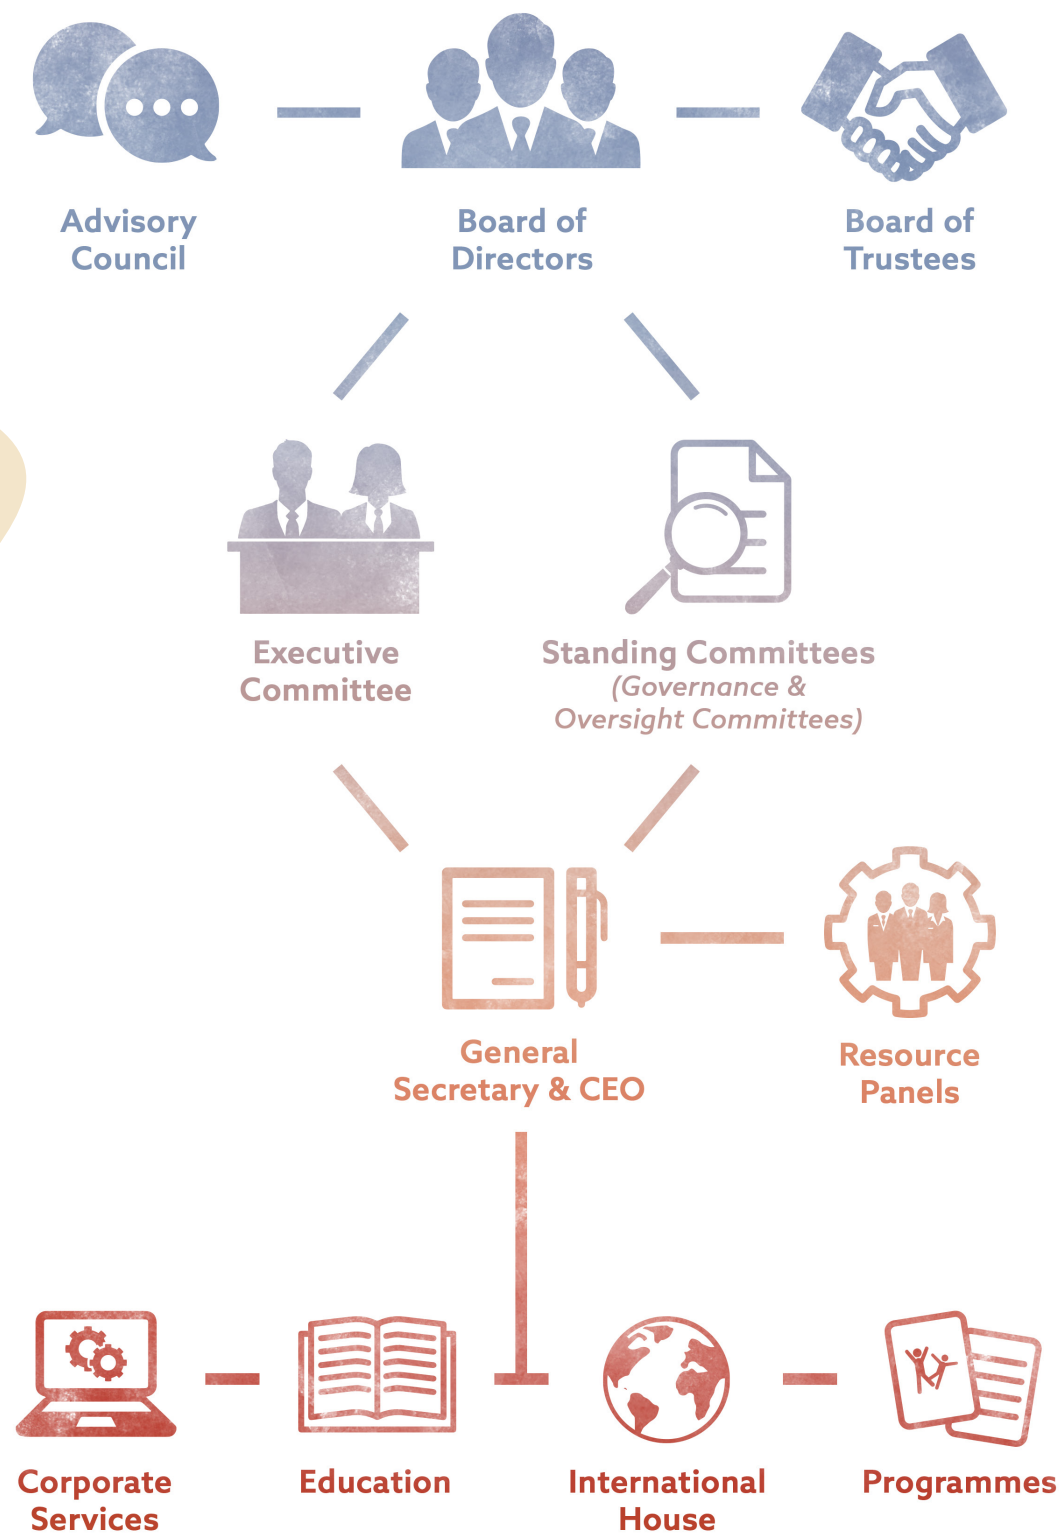 Advisory
Council
Board of
Directors
Board of
Trustees
Executive
Committee
Standing Committees
(Governance &
Oversight Committees)
General
Secretary & CEO
Resource
Panels
Corporate
Services
Education
International
House
Programmes